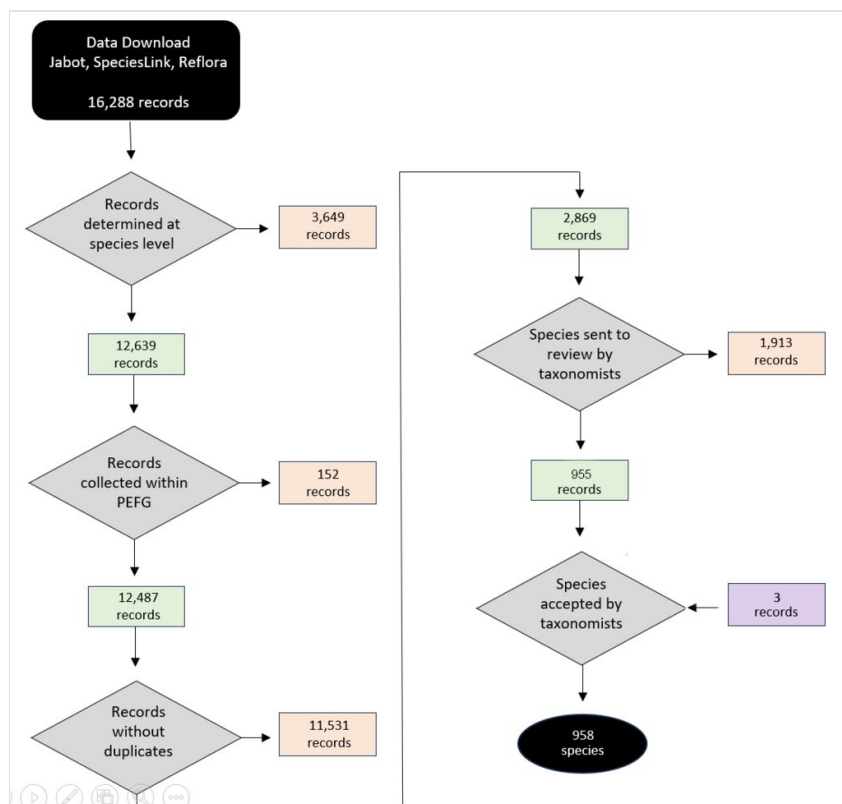 Data Download
Jabot, SpeciesLink, Reflora
16,288 records
Records
determined at
species level
3,649
records
12,639
records
Records
collected within
PEFG
152
records
12,487
records
Records
without
duplicates
11,531
records
2,869
records
Species sent to
review by
taxonomists
1,913
records
955
records
Species
accepted by
taxonomists
3
records
958
species